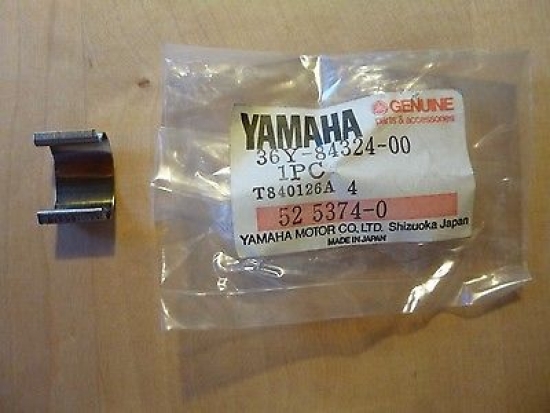 YAMAHA
GENUINE
parts & accessories
36Y-84324-00
1PC
T840126A 4
52 5374-0
YAMAHA MOTOR CO., LTD. Shizuoka Japan
MADE IN JAPAN